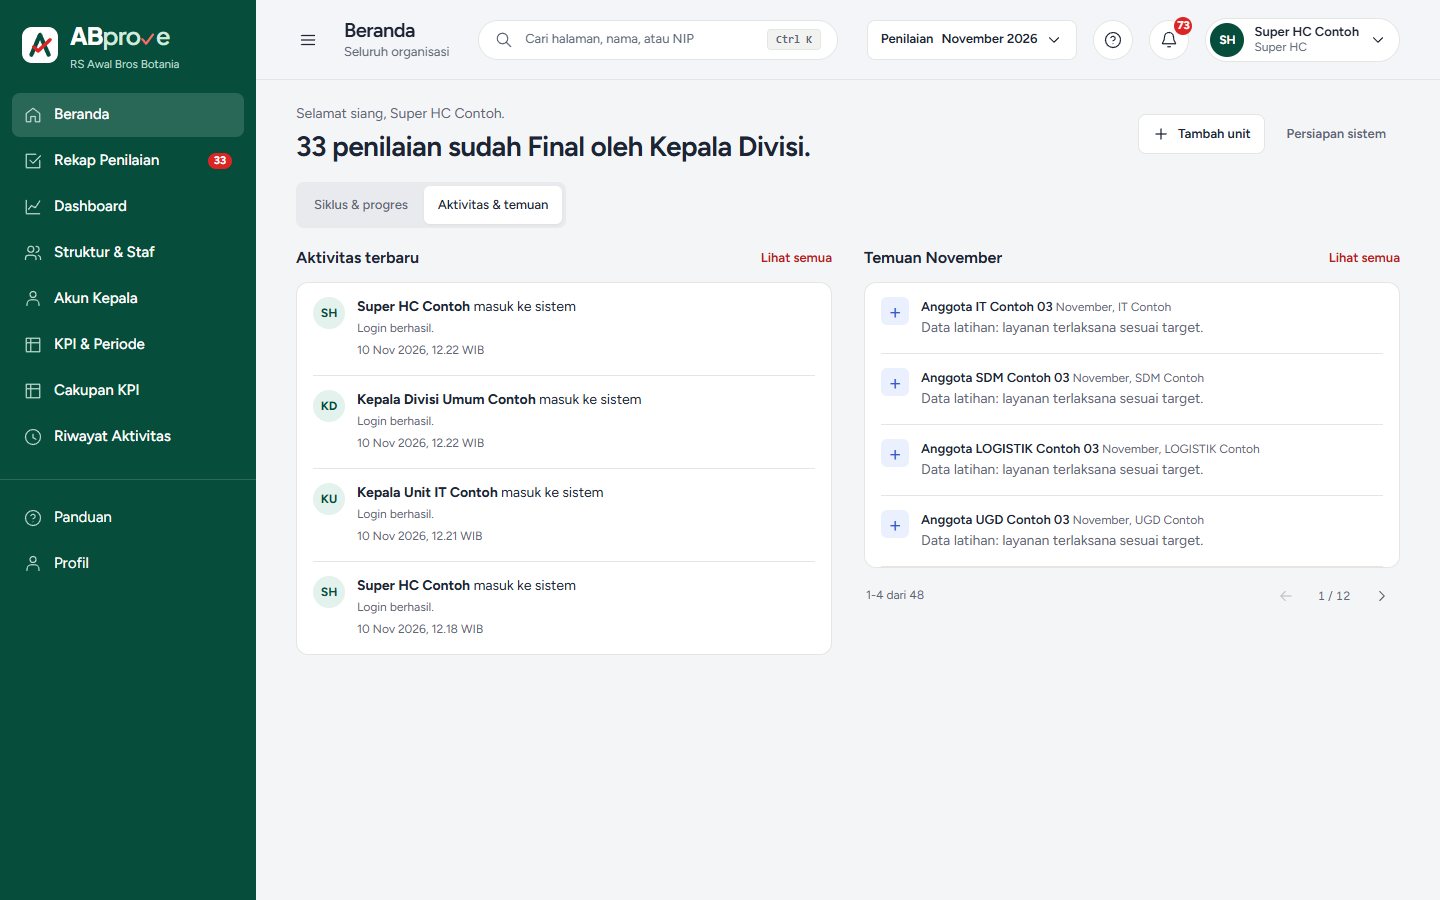 ABprove
RS Awal Bros Botania
Beranda
Rekap Penilaian 33
Dashboard
Struktur & Staf
Akun Kepala
KPI & Periode
Cakupan KPI
Riwayat Aktivitas
Panduan
Profil
Beranda
Seluruh organisasi
Cari halaman, nama, atau NIP Ctrl K
Penilaian November 2026
73
SH
Super HC Contoh
Super HC
Selamat siang, Super HC Contoh.
33 penilaian sudah Final oleh Kepala Divisi.
+ Tambah unit
Persiapan sistem
Siklus & progres
Aktivitas & temuan
Aktivitas terbaru
Lihat semua
SH
Super HC Contoh masuk ke sistem
Login berhasil.
10 Nov 2026, 12.22 WIB
KD
Kepala Divisi Umum Contoh masuk ke sistem
Login berhasil.
10 Nov 2026, 12.22 WIB
KU
Kepala Unit IT Contoh masuk ke sistem
Login berhasil.
10 Nov 2026, 12.21 WIB
SH
Super HC Contoh masuk ke sistem
Login berhasil.
10 Nov 2026, 12.18 WIB
Temuan November
Lihat semua
+
Anggota IT Contoh 03 November, IT Contoh
Data latihan: layanan terlaksana sesuai target.
+
Anggota SDM Contoh 03 November, SDM Contoh
Data latihan: layanan terlaksana sesuai target.
+
Anggota LOGISTIK Contoh 03 November, LOGISTIK Contoh
Data latihan: layanan terlaksana sesuai target.
+
Anggota UGD Contoh 03 November, UGD Contoh
Data latihan: layanan terlaksana sesuai target.
1-4 dari 48
1 / 12